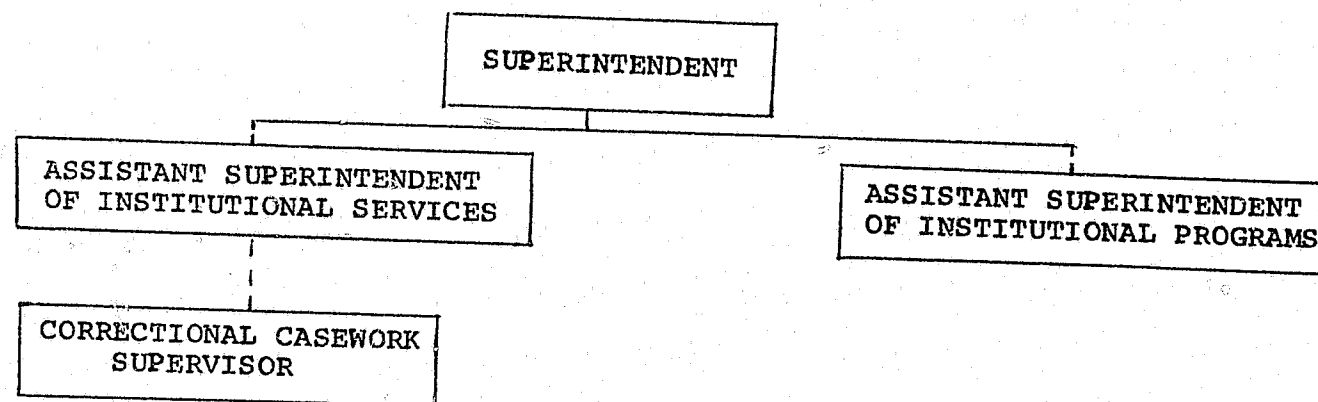 SUPERINTENDENT
ASSISTANT SUPERINTENDENT
OF INSTITUTIONAL SERVICES
ASSISTANT SUPERINTENDENT
OF INSTITUTIONAL PROGRAMS
CORRECTIONAL CASEWORK
SUPERVISOR